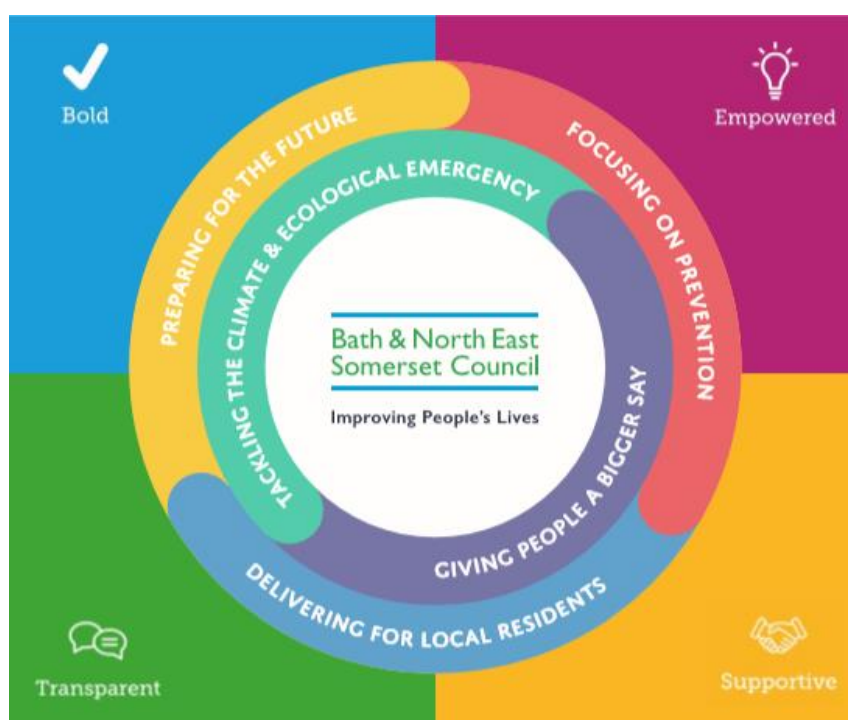 Bold
Empowered
PREPARING FOR THE FUTURE
FOCUSING ON PREVENTION
TACKLING THE CLIMATE & ECOLOGICAL EMERGENCY
Bath & North East
Somerset Council
Improving People's Lives
GIVING PEOPLE A BIGGER SAY
DELIVERING FOR LOCAL RESIDENTS
Transparent
Supportive